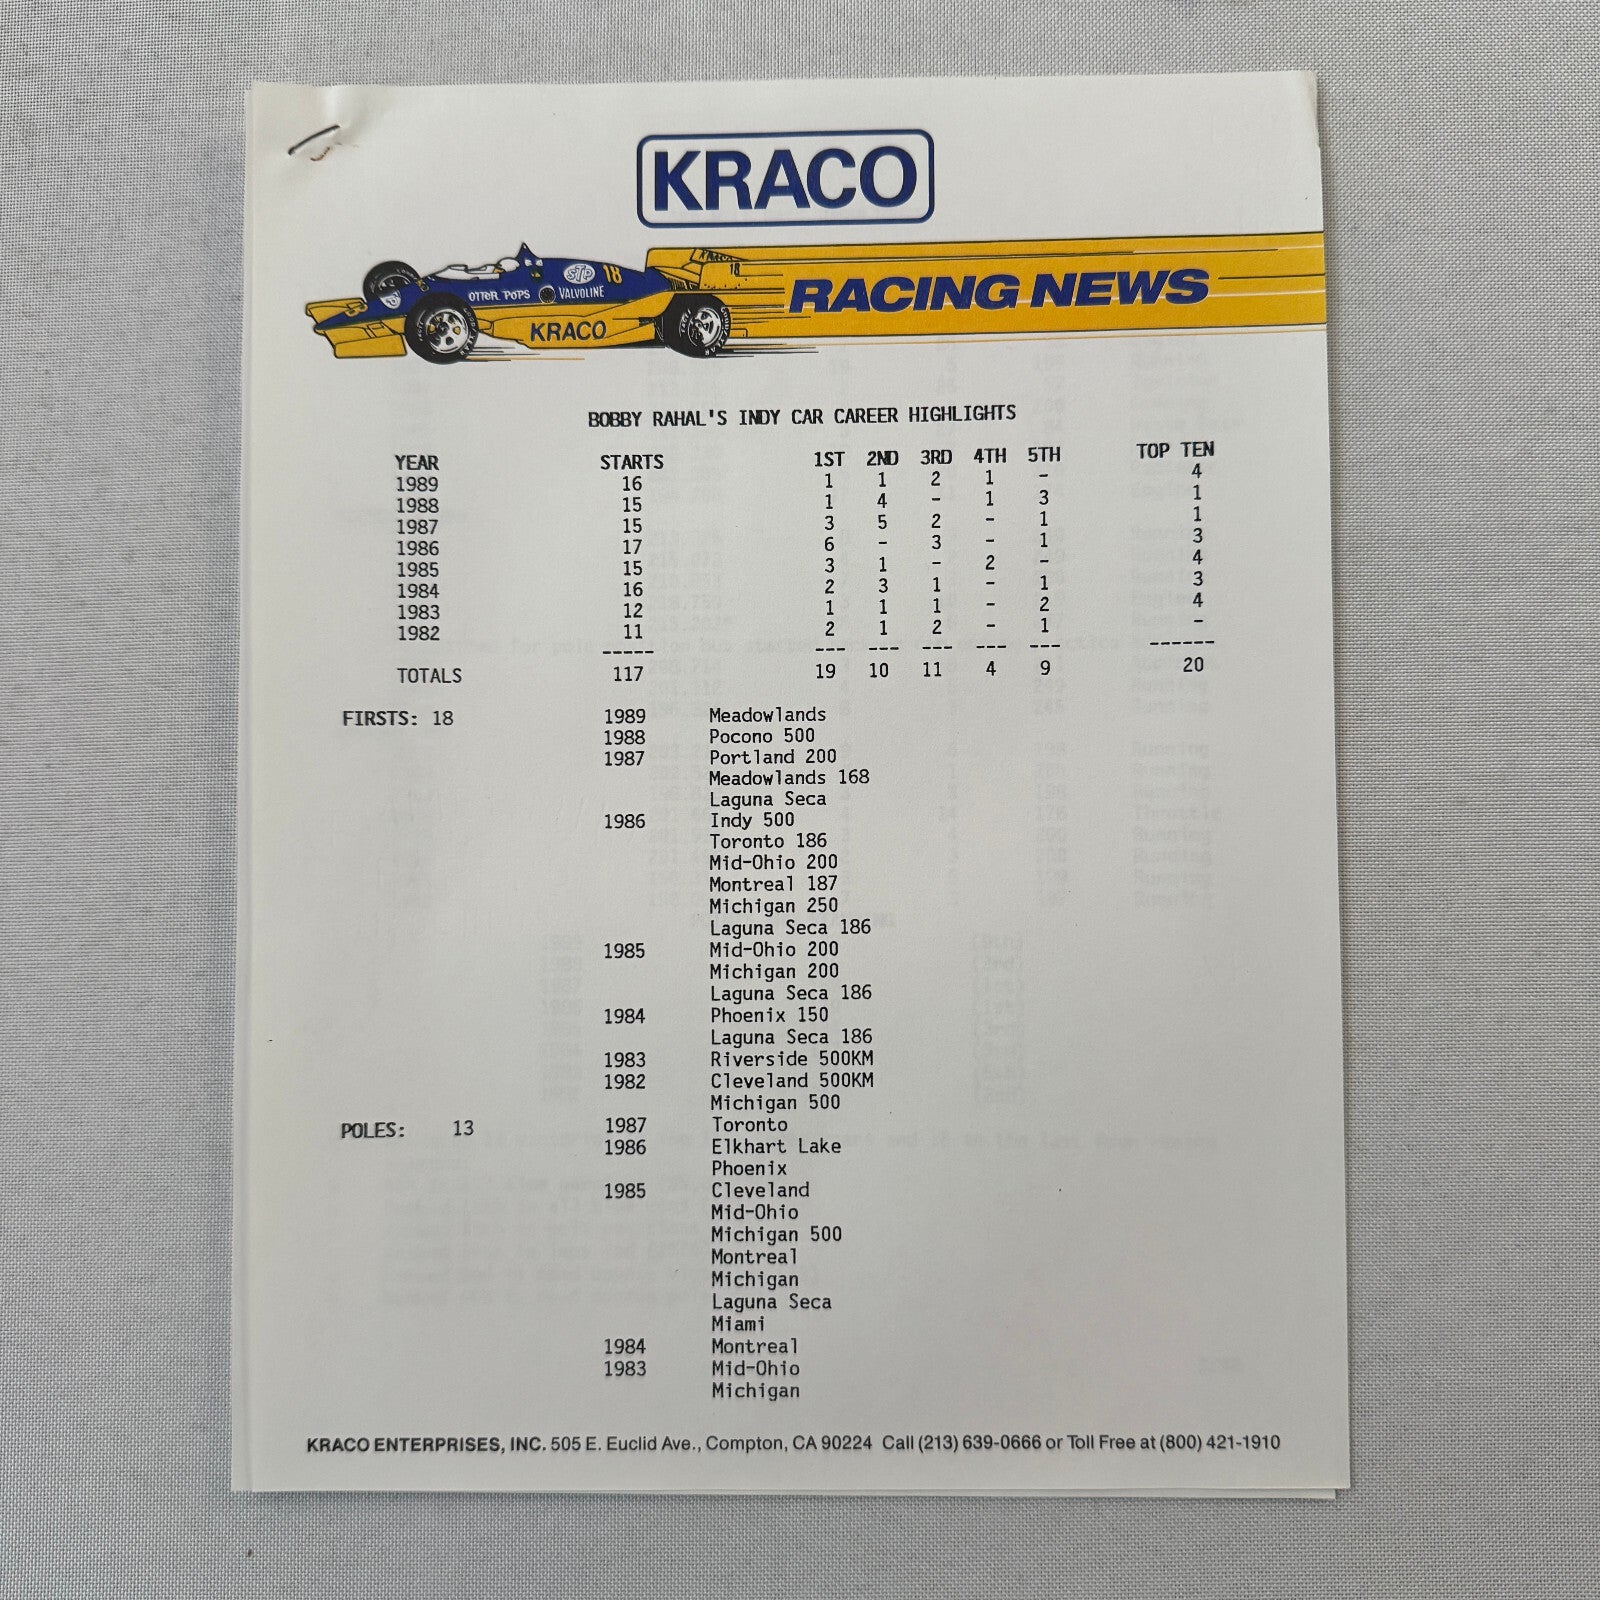 KRACO
RACING NEWS
STP 18
OTTER POPS VALVOLINE
KRACO
18
BOBBY RAHAL'S INDY CAR CAREER HIGHLIGHTS
YEAR STARTS 1ST 2ND 3RD 4TH 5TH TOP TEN
1989 16 1 1 2 1 - 4
1988 15 1 4 - 1 3 1
1987 15 3 5 2 - 1 1
1986 17 6 - 3 - 1 3
1985 15 3 1 - 2 - 4
1984 16 2 3 1 - 1 3
1983 12 1 1 1 - 2 4
1982 11 2 1 2 - 1 -
----- --- --- --- --- --- ------
TOTALS 117 19 10 11 4 9 20
FIRSTS: 18 1989 Meadowlands
1988 Pocono 500
1987 Portland 200
Meadowlands 168
Laguna Seca
1986 Indy 500
Toronto 186
Mid-Ohio 200
Montreal 187
Michigan 250
Laguna Seca 186
1985 Mid-Ohio 200
Michigan 200
Laguna Seca 186
1984 Phoenix 150
Laguna Seca 186
1983 Riverside 500KM
1982 Cleveland 500KM
Michigan 500
POLES: 13 1987 Toronto
1986 Elkhart Lake
Phoenix
1985 Cleveland
Mid-Ohio
Michigan 500
Montreal
Michigan
Laguna Seca
Miami
1984 Montreal
1983 Mid-Ohio
Michigan
KRACO ENTERPRISES, INC. 505 E. Euclid Ave., Compton, CA 90224 Call (213) 639-0666 or Toll Free at (800) 421-1910